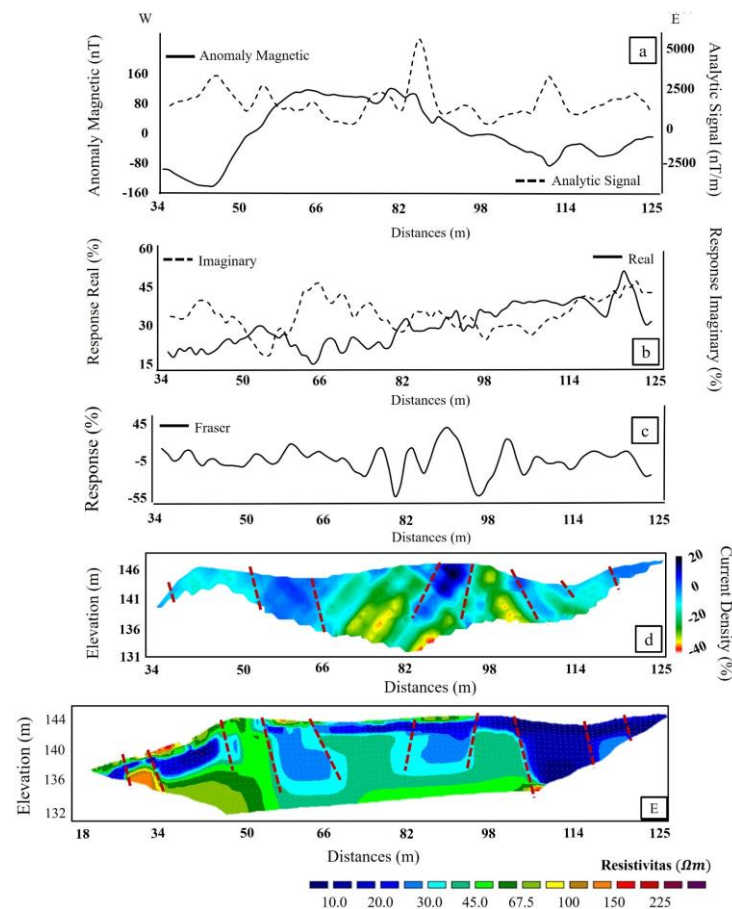 W
E
a
Anomaly Magnetic
Analytic Signal
Anomaly Magnetic (nT)
160
80
0
-80
-160
5000
2500
0
-2500
Analytic Signal (nT/m)
34 50 66 82 98 114 125
Distances (m)
Imaginary
Real
b
Response Real (%)
60
45
30
15
Response Imaginary (%)
34 50 66 82 98 114 125
Distances (m)
Fraser
c
Response (%)
45
-5
-55
34 50 66 82 98 114 125
Distances (m)
Elevation (m)
146
141
136
131
d
20
0
-20
-40
Current Density (%)
34 50 66 82 98 114 125
Distances (m)
Elevation (m)
144
140
136
132
E
18 34 50 66 82 98 114 125
Distances (m)
Resistivitas (Ωm)
10.0 20.0 30.0 45.0 67.5 100 150 225